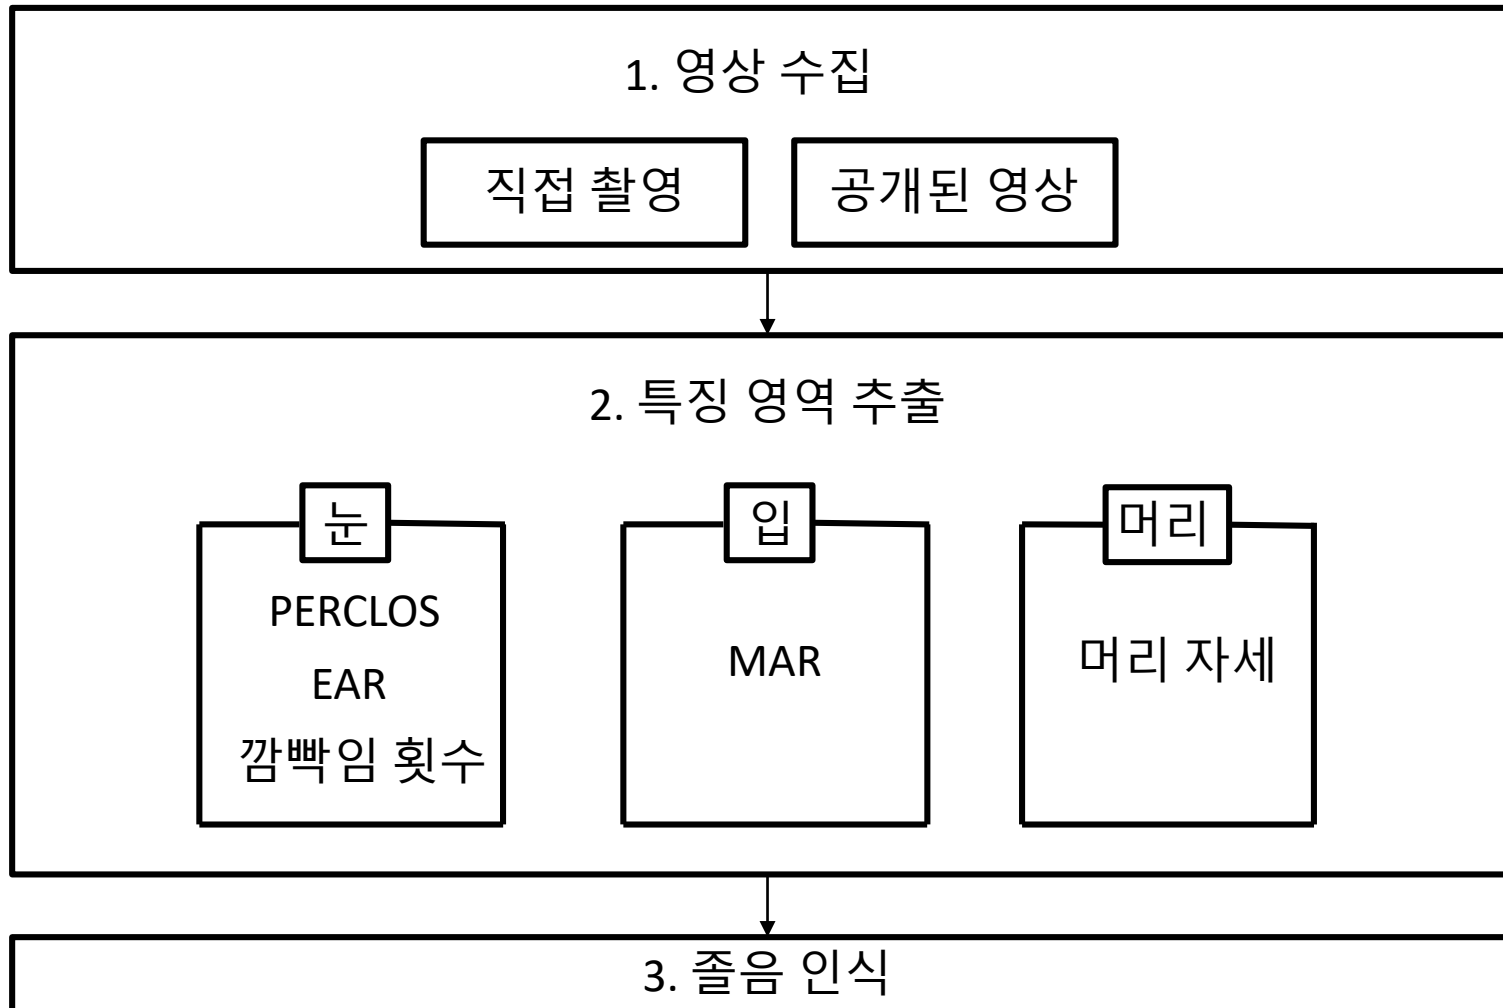 1. 영상 수집
직접 촬영
공개된 영상
2. 특징 영역 추출
눈
PERCLOS
EAR
깜빡임 횟수
입
MAR
머리
머리 자세
3. 졸음 인식